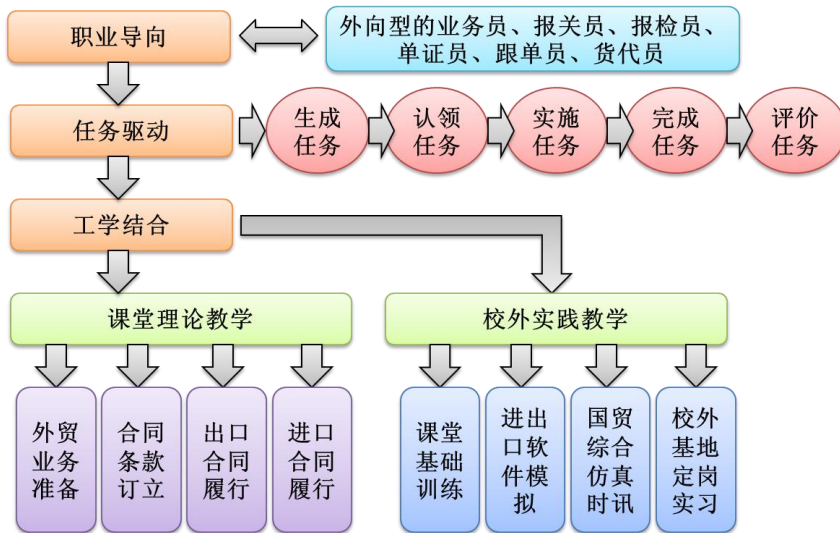 职业导向
外向型的业务员、报关员、报检员、
单证员、跟单员、货代员
任务驱动
生成
任务
认领
任务
实施
任务
完成
任务
评价
任务
工学结合
课堂理论教学
校外实践教学
外贸
业务
准备
合同
条款
订立
出口
合同
履行
进口
合同
履行
课堂
基础
训练
进出
口软
件模
拟
国贸
综合
仿真
时讯
校外
基地
定岗
实习